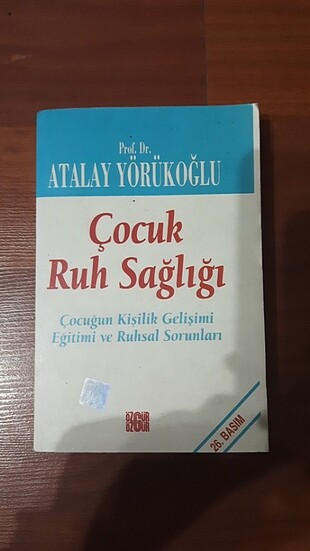 Prof. Dr.
ATALAY YÖRÜKOĞLU
Çocuk
Ruh Sağlığı
Çocuğun Kişilik Gelişimi
Eğitimi ve Ruhsal Sorunları
ÖZGÜR
26. BASIM